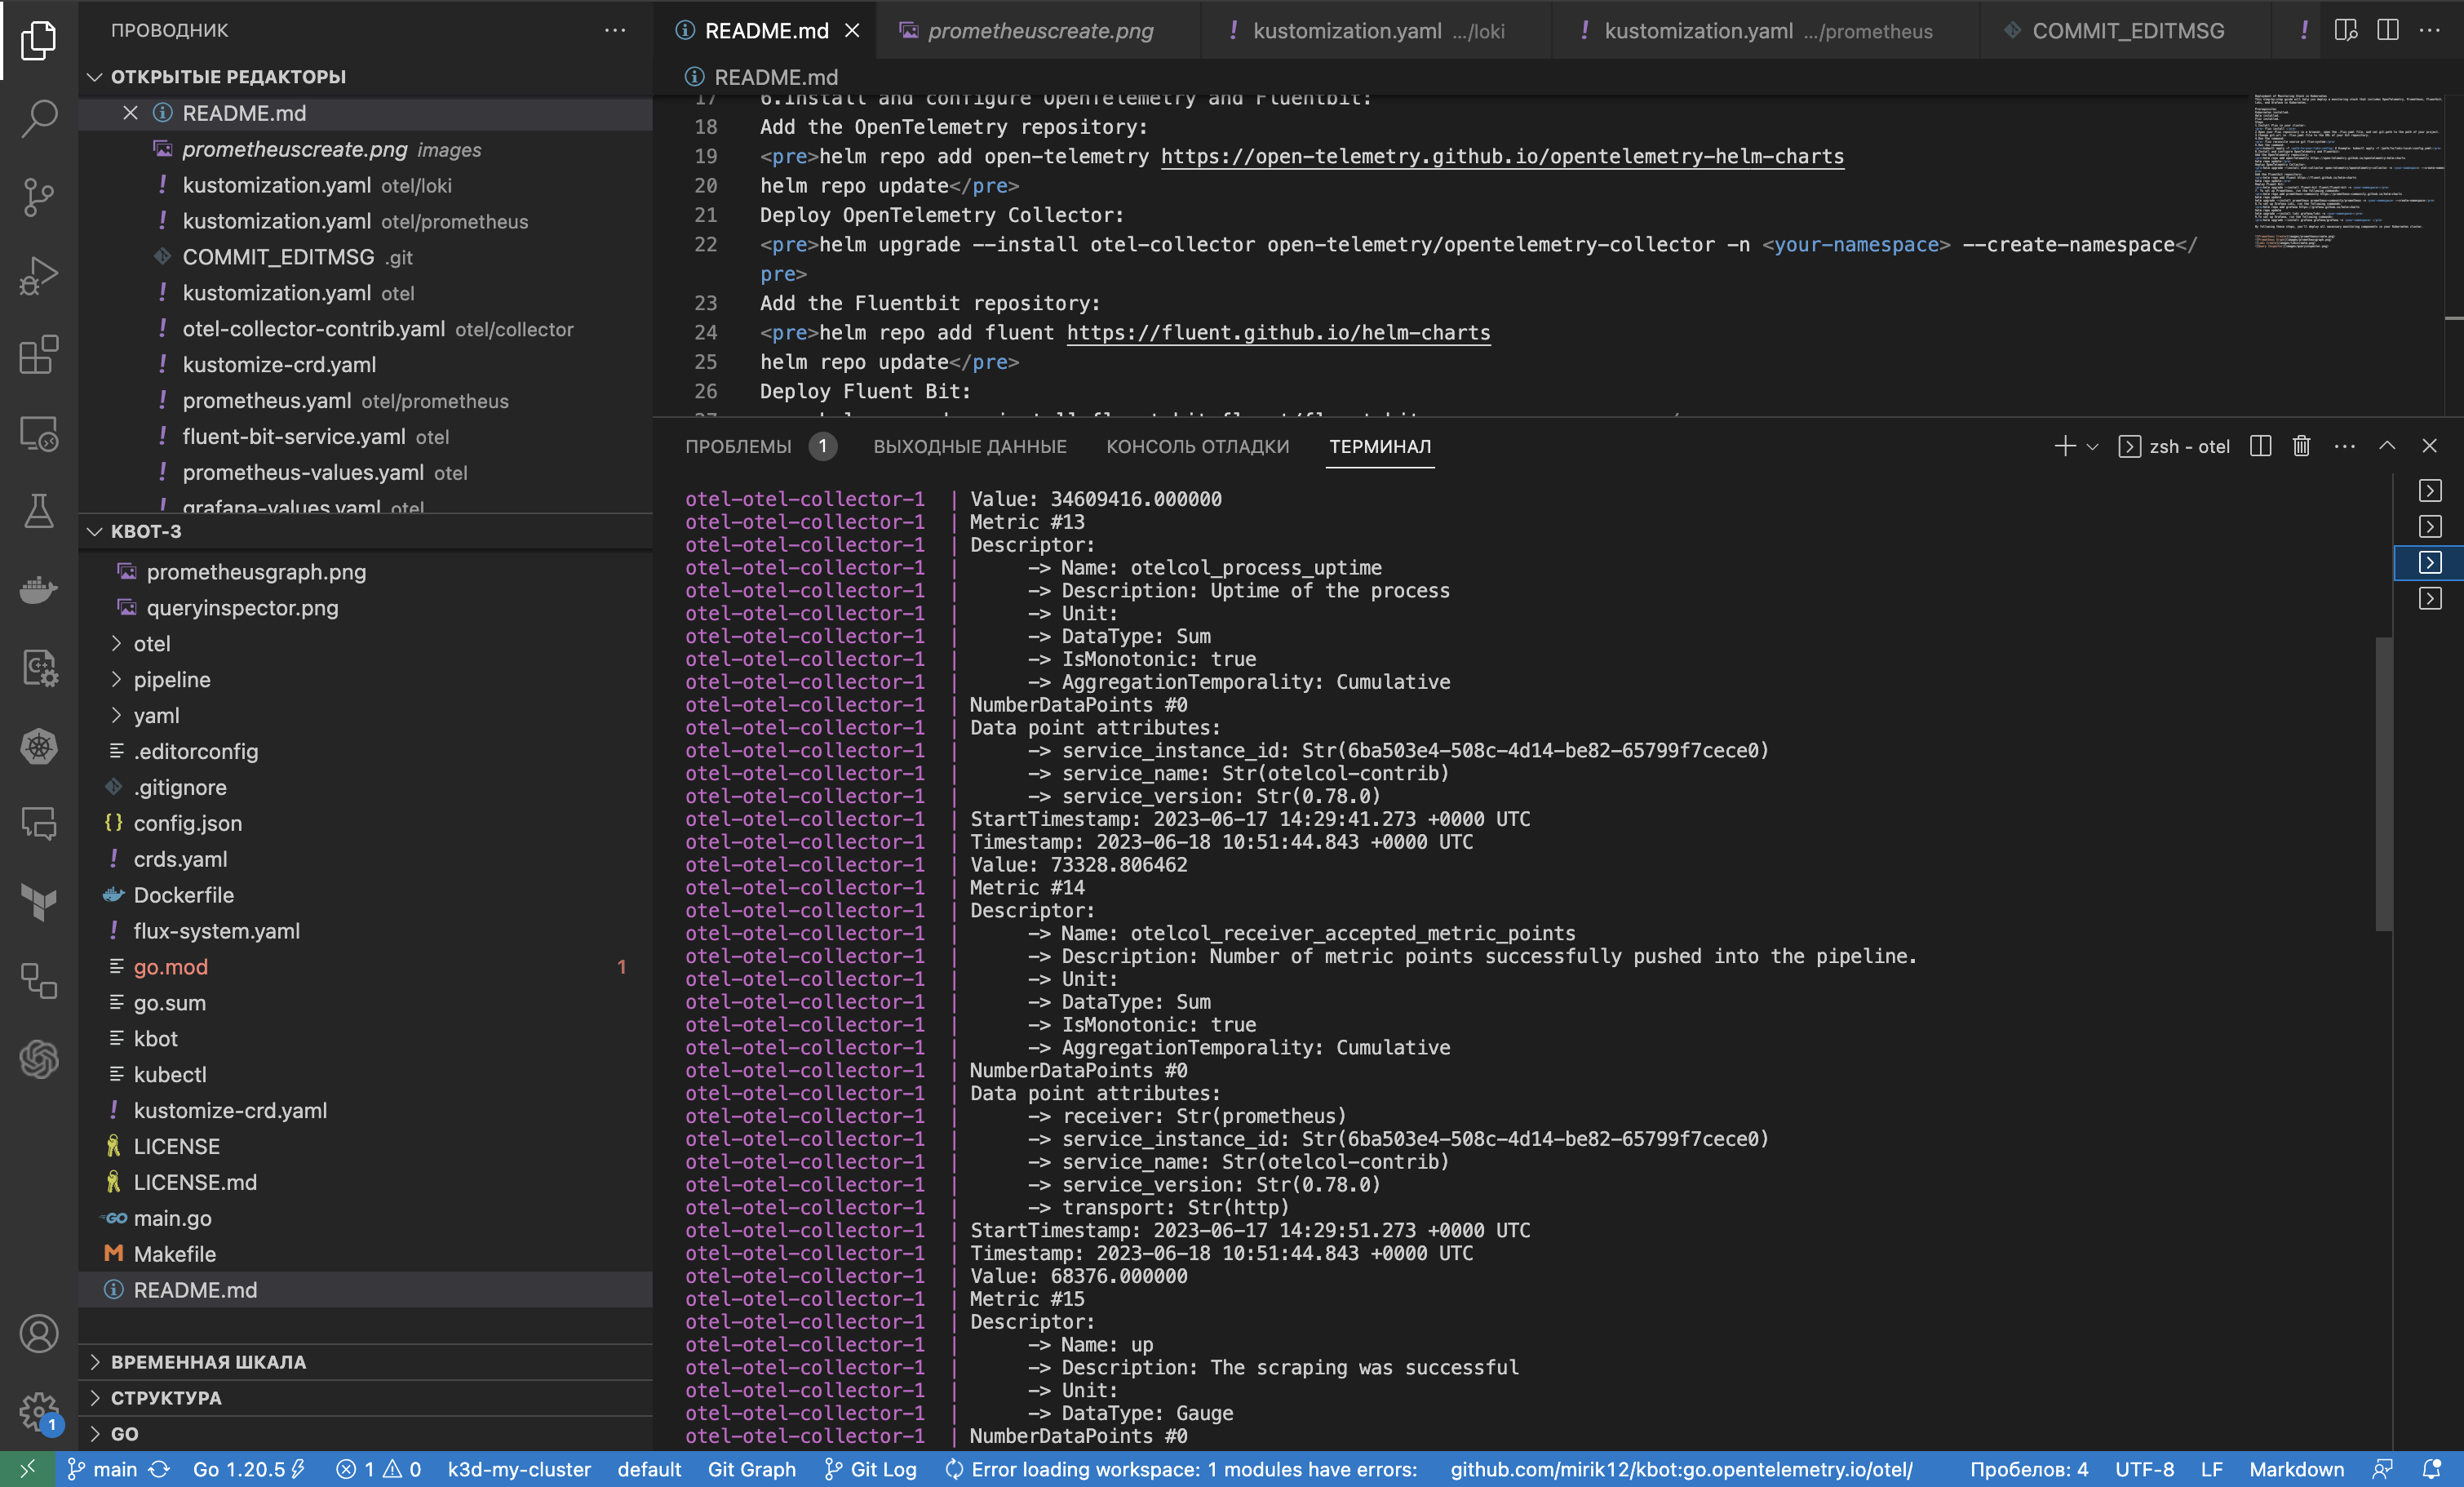 ПРОВОДНИК
ОТКРЫТЫЕ РЕДАКТОРЫ
README.md
prometheuscreate.png images
kustomization.yaml otel/loki
kustomization.yaml otel/prometheus
COMMIT_EDITMSG .git
kustomization.yaml otel
otel-collector-contrib.yaml otel/collector
kustomize-crd.yaml
prometheus.yaml otel/prometheus
fluent-bit-service.yaml otel
prometheus-values.yaml otel
grafana-values.yaml otel
KBOT-3
prometheusgraph.png
queryinspector.png
otel
pipeline
yaml
.editorconfig
.gitignore
config.json
crds.yaml
Dockerfile
flux-system.yaml
go.mod 1
go.sum
kbot
kubectl
kustomize-crd.yaml
LICENSE
LICENSE.md
main.go
Makefile
README.md
ВРЕМЕННАЯ ШКАЛА
СТРУКТУРА
GO
1
README.md prometheuscreate.png kustomization.yaml .../loki kustomization.yaml .../prometheus COMMIT_EDITMSG
README.md
17 6.Install and configure OpenTelemetry and Fluentbit:
18 Add the OpenTelemetry repository:
19 <pre>helm repo add open-telemetry https://open-telemetry.github.io/opentelemetry-helm-charts
20 helm repo update</pre>
21 Deploy OpenTelemetry Collector:
22 <pre>helm upgrade --install otel-collector open-telemetry/opentelemetry-collector -n <your-namespace> --create-namespace</
pre>
23 Add the Fluentbit repository:
24 <pre>helm repo add fluent https://fluent.github.io/helm-charts
25 helm repo update</pre>
26 Deploy Fluent Bit:
ПРОБЛЕМЫ 1 ВЫХОДНЫЕ ДАННЫЕ КОНСОЛЬ ОТЛАДКИ ТЕРМИНАЛ zsh - otel
otel-otel-collector-1 | Value: 34609416.000000
otel-otel-collector-1 | Metric #13
otel-otel-collector-1 | Descriptor:
otel-otel-collector-1 | -> Name: otelcol_process_uptime
otel-otel-collector-1 | -> Description: Uptime of the process
otel-otel-collector-1 | -> Unit:
otel-otel-collector-1 | -> DataType: Sum
otel-otel-collector-1 | -> IsMonotonic: true
otel-otel-collector-1 | -> AggregationTemporality: Cumulative
otel-otel-collector-1 | NumberDataPoints #0
otel-otel-collector-1 | Data point attributes:
otel-otel-collector-1 | -> service_instance_id: Str(6ba503e4-508c-4d14-be82-65799f7cece0)
otel-otel-collector-1 | -> service_name: Str(otelcol-contrib)
otel-otel-collector-1 | -> service_version: Str(0.78.0)
otel-otel-collector-1 | StartTimestamp: 2023-06-17 14:29:41.273 +0000 UTC
otel-otel-collector-1 | Timestamp: 2023-06-18 10:51:44.843 +0000 UTC
otel-otel-collector-1 | Value: 73328.806462
otel-otel-collector-1 | Metric #14
otel-otel-collector-1 | Descriptor:
otel-otel-collector-1 | -> Name: otelcol_receiver_accepted_metric_points
otel-otel-collector-1 | -> Description: Number of metric points successfully pushed into the pipeline.
otel-otel-collector-1 | -> Unit:
otel-otel-collector-1 | -> DataType: Sum
otel-otel-collector-1 | -> IsMonotonic: true
otel-otel-collector-1 | -> AggregationTemporality: Cumulative
otel-otel-collector-1 | NumberDataPoints #0
otel-otel-collector-1 | Data point attributes:
otel-otel-collector-1 | -> receiver: Str(prometheus)
otel-otel-collector-1 | -> service_instance_id: Str(6ba503e4-508c-4d14-be82-65799f7cece0)
otel-otel-collector-1 | -> service_name: Str(otelcol-contrib)
otel-otel-collector-1 | -> service_version: Str(0.78.0)
otel-otel-collector-1 | -> transport: Str(http)
otel-otel-collector-1 | StartTimestamp: 2023-06-17 14:29:51.273 +0000 UTC
otel-otel-collector-1 | Timestamp: 2023-06-18 10:51:44.843 +0000 UTC
otel-otel-collector-1 | Value: 68376.000000
otel-otel-collector-1 | Metric #15
otel-otel-collector-1 | Descriptor:
otel-otel-collector-1 | -> Name: up
otel-otel-collector-1 | -> Description: The scraping was successful
otel-otel-collector-1 | -> Unit:
otel-otel-collector-1 | -> DataType: Gauge
otel-otel-collector-1 | NumberDataPoints #0
main Go 1.20.5 1 0 k3d-my-cluster default Git Graph Git Log Error loading workspace: 1 modules have errors: github.com/mirik12/kbot:go.opentelemetry.io/otel/ Пробелов: 4 UTF-8 LF Markdown